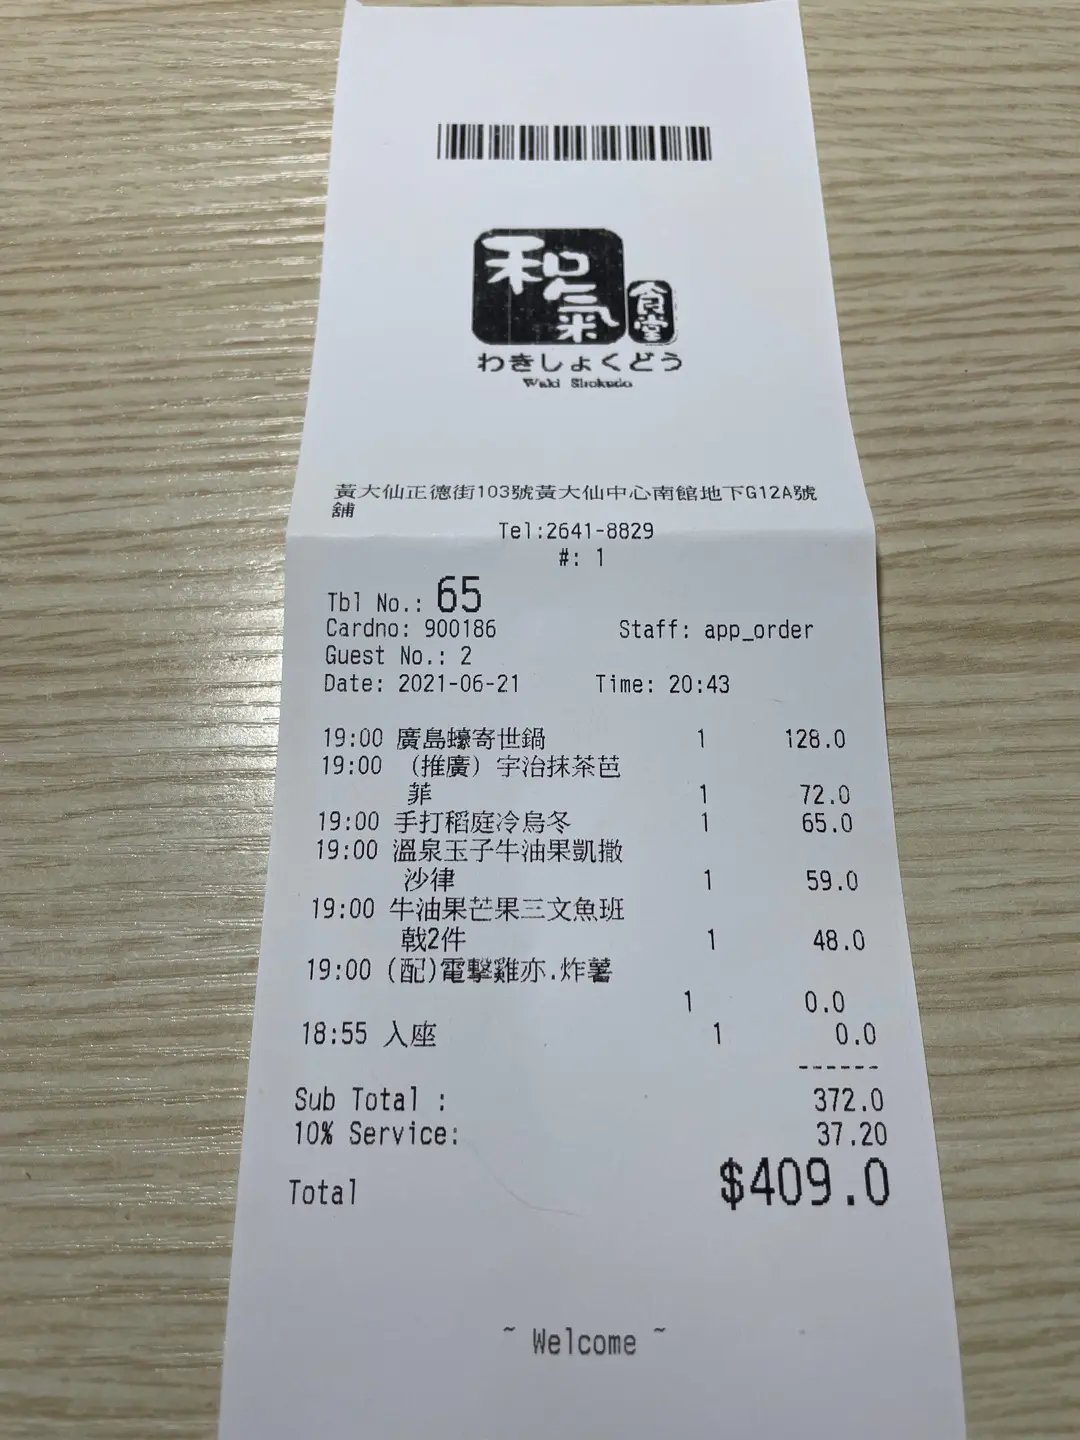 和氣
食堂
わきしょくどう
Waki Shokudo
黃大仙正德街103號黃大仙中心南館地下G12A號
舖
Tel:2641-8829
#: 1
Tbl No.: 65
Cardno: 900186 Staff: app_order
Guest No.: 2
Date: 2021-06-21 Time: 20:43
19:00 廣島蠔寄世鍋 1 128.0
19:00 (推廣) 宇治抹茶芭
菲 1 72.0
19:00 手打稻庭冷烏冬 1 65.0
19:00 溫泉玉子牛油果凱撒
沙律 1 59.0
19:00 牛油果芒果三文魚班
戟2件 1 48.0
19:00 (配)電擊雞亦.炸薯
1 0.0
18:55 入座 1 0.0
------
Sub Total : 372.0
10% Service: 37.20
Total $409.0
~ Welcome ~